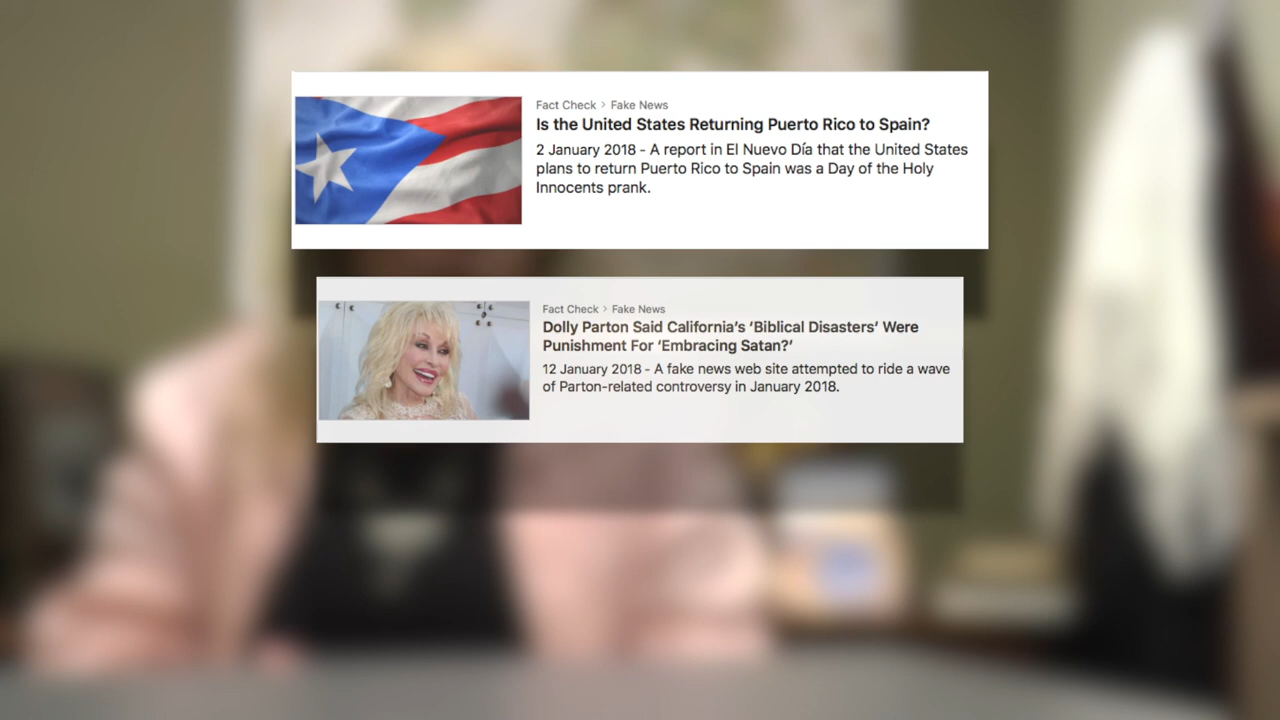 Fact Check > Fake News
Is the United States Returning Puerto Rico to Spain?
2 January 2018 - A report in El Nuevo Día that the United States
plans to return Puerto Rico to Spain was a Day of the Holy
Innocents prank.
Fact Check > Fake News
Dolly Parton Said California's ‘Biblical Disasters’ Were
Punishment For ‘Embracing Satan?’
12 January 2018 - A fake news web site attempted to ride a wave
of Parton-related controversy in January 2018.